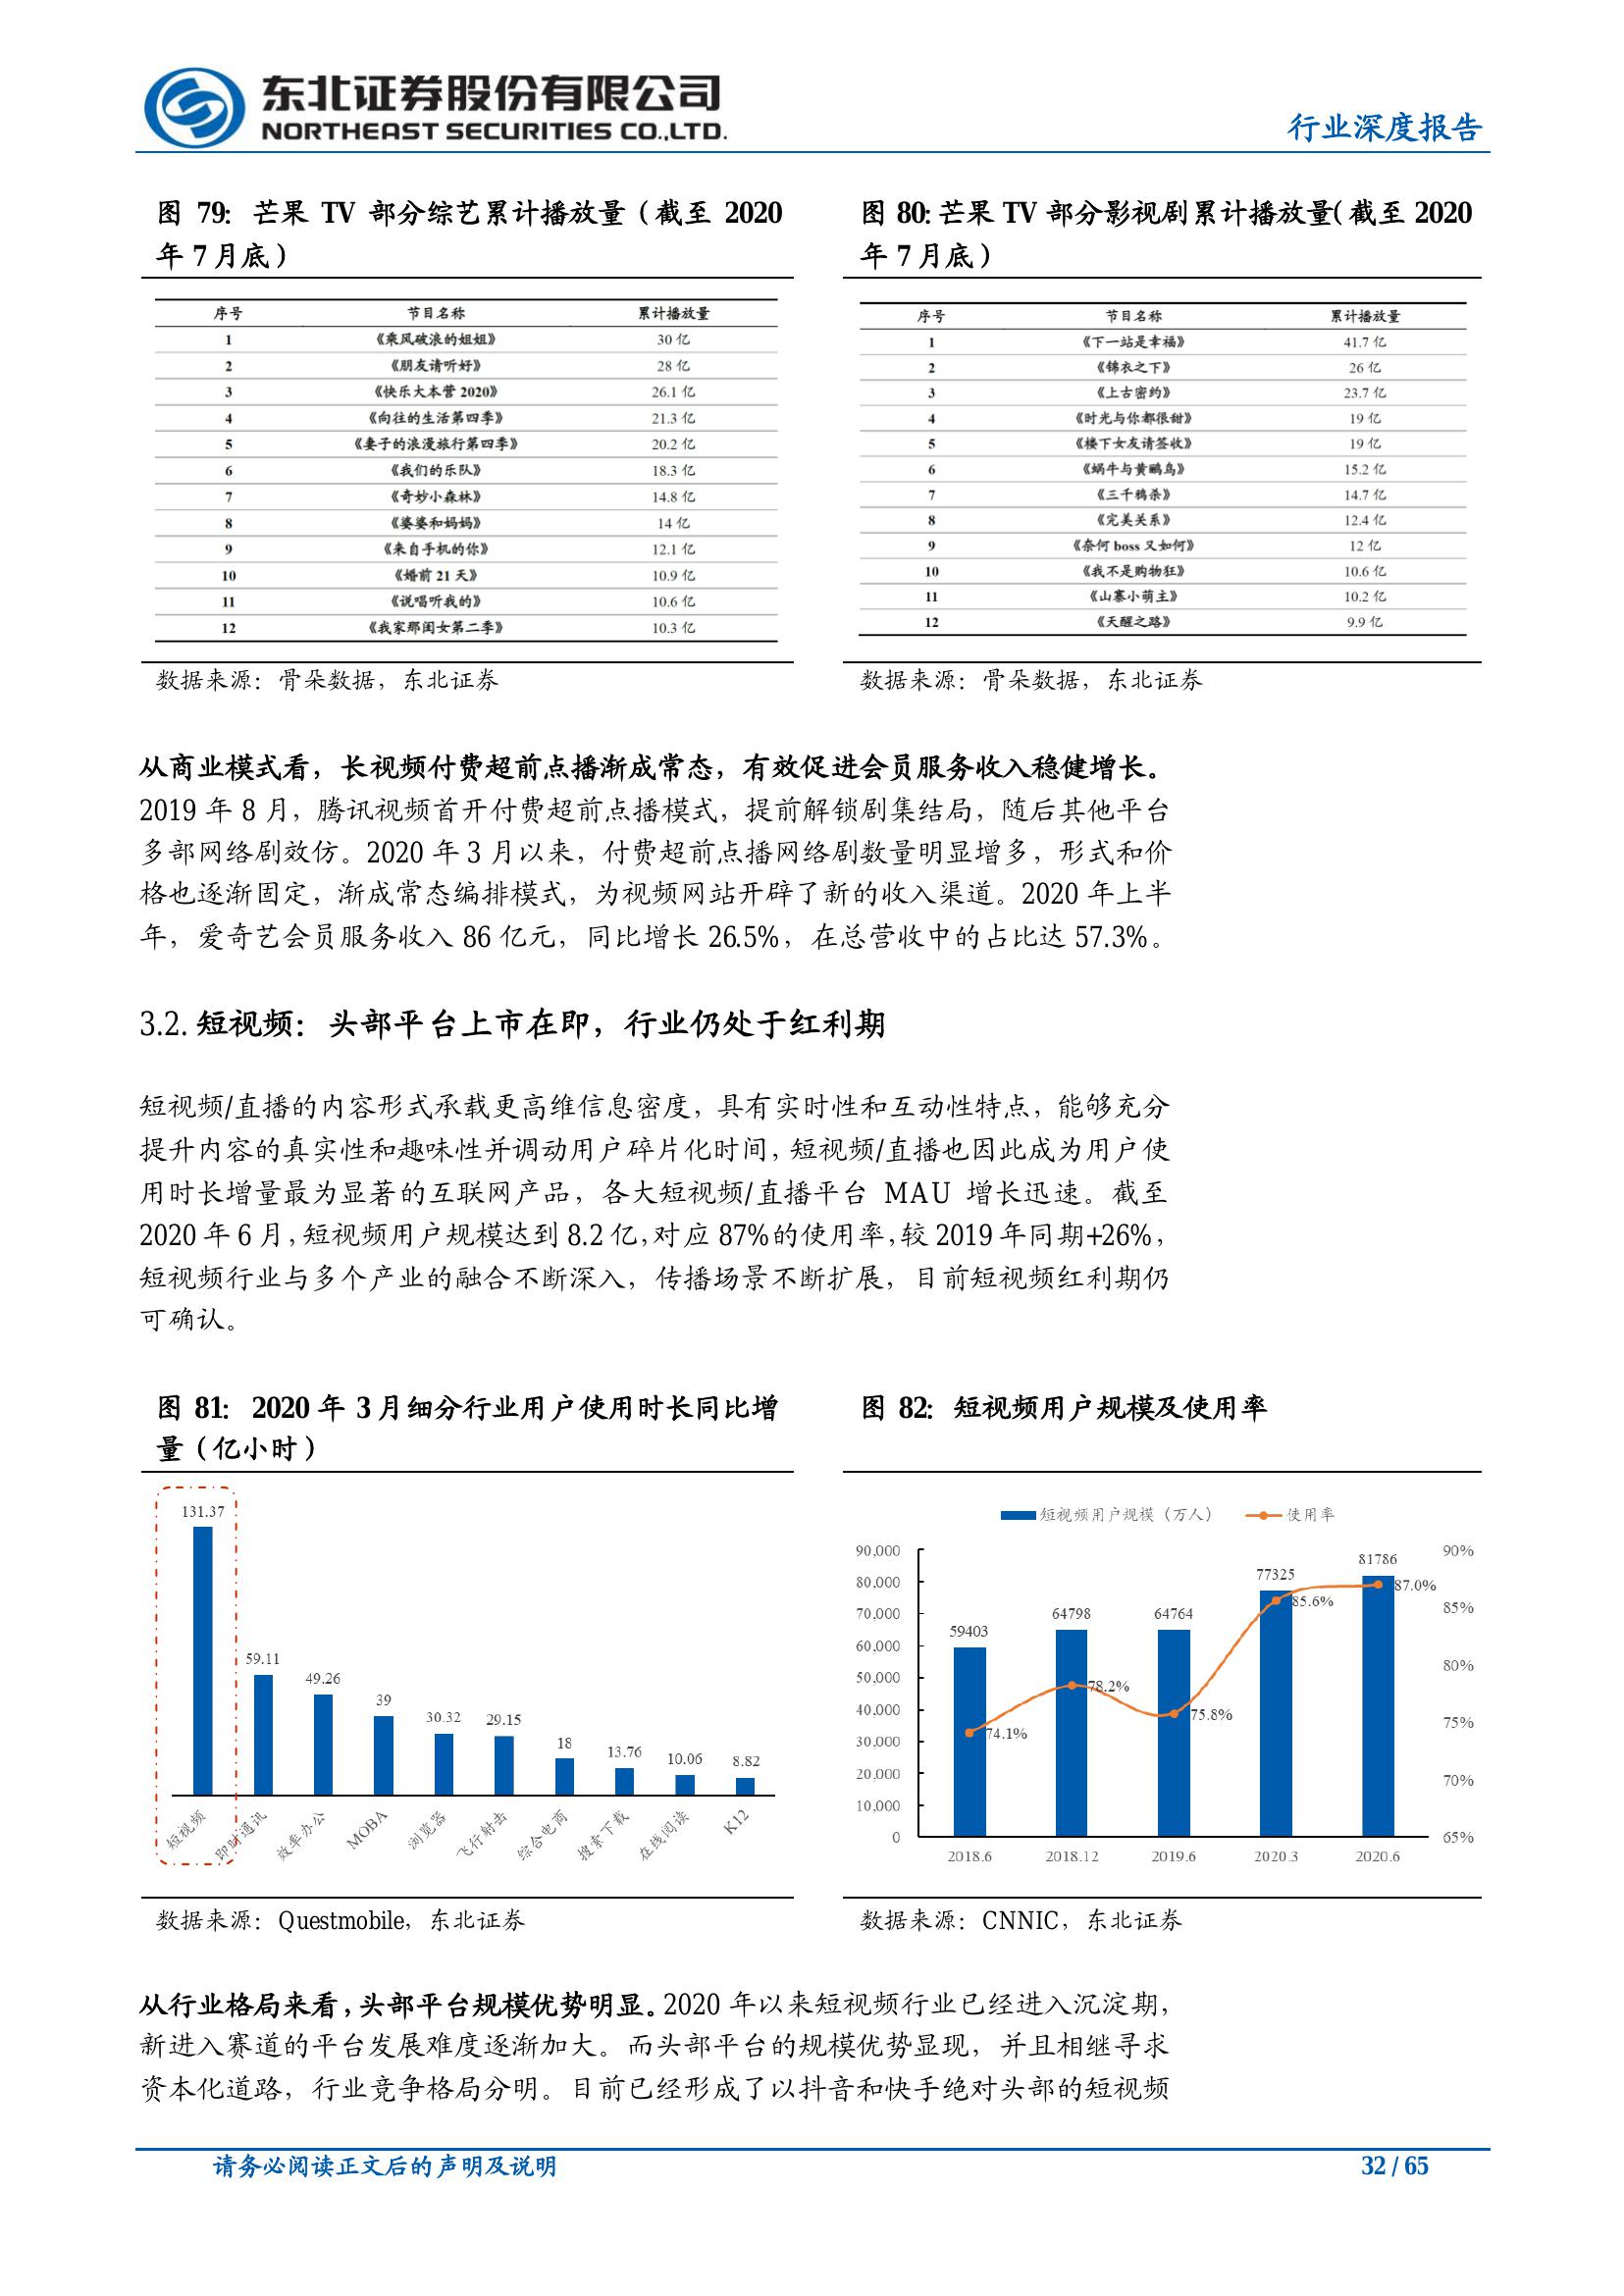 东北证券股份有限公司
NORTHEAST SECURITIES CO.,LTD.
行业深度报告
图 79：芒果 TV 部分综艺累计播放量（截至 2020
年 7 月底）
序号 节目名称 累计播放量
1 《乘风破浪的姐姐》 30 亿
2 《朋友请听好》 28 亿
3 《快乐大本营 2020》 26.1 亿
4 《向往的生活第四季》 21.3 亿
5 《妻子的浪漫旅行第四季》 20.2 亿
6 《我们的乐队》 18.3 亿
7 《奇妙小森林》 14.8 亿
8 《婆婆和妈妈》 14 亿
9 《来自手机的你》 12.1 亿
10 《婚前 21 天》 10.9 亿
11 《说唱听我的》 10.6 亿
12 《我家那闺女第二季》 10.3 亿
数据来源：骨朵数据，东北证券
图 80：芒果 TV 部分影视剧累计播放量（截至 2020
年 7 月底）
序号 节目名称 累计播放量
1 《下一站是幸福》 41.7 亿
2 《锦衣之下》 26 亿
3 《上古密约》 23.7 亿
4 《时光与你都很甜》 19 亿
5 《楼下女友请签收》 19 亿
6 《蜗牛与黄鹂鸟》 15.2 亿
7 《三千鸦杀》 14.7 亿
8 《完美关系》 12.4 亿
9 《奈何 boss 又如何》 12 亿
10 《我不是购物狂》 10.6 亿
11 《山寨小萌主》 10.2 亿
12 《天醒之路》 9.9 亿
数据来源：骨朵数据，东北证券
从商业模式看，长视频付费超前点播渐成常态，有效促进会员服务收入稳健增长。
2019 年 8 月，腾讯视频首开付费超前点播模式，提前解锁剧集结局，随后其他平台
多部网络剧效仿。2020 年 3 月以来，付费超前点播网络剧数量明显增多，形式和价
格也逐渐固定，渐成常态编排模式，为视频网站开辟了新的收入渠道。2020 年上半
年，爱奇艺会员服务收入 86 亿元，同比增长 26.5%，在总营收中的占比达 57.3%。
3.2. 短视频：头部平台上市在即，行业仍处于红利期
短视频/直播的内容形式承载更高维信息密度，具有实时性和互动性特点，能够充分
提升内容的真实性和趣味性并调动用户碎片化时间，短视频/直播也因此成为用户使
用时长增量最为显著的互联网产品，各大短视频/直播平台 MAU 增长迅速。截至
2020 年 6 月，短视频用户规模达到 8.2 亿，对应 87%的使用率，较 2019 年同期+26%，
短视频行业与多个产业的融合不断深入，传播场景不断扩展，目前短视频红利期仍
可确认。
图 81：2020 年 3 月细分行业用户使用时长同比增
量（亿小时）
131.37
59.11
49.26
39
30.32
29.15
18
13.76
10.06
8.82
短视频
即时通讯
效率办公
MOBA
浏览器
飞行射击
综合电商
搜索下载
在线阅读
K12
数据来源：Questmobile，东北证券
图 82：短视频用户规模及使用率
短视频用户规模（万人） 使用率
90,000
80,000
70,000
60,000
50,000
40,000
30,000
20,000
10,000
0
59403
64798
64764
77325
81786
74.1%
78.2%
75.8%
85.6%
87.0%
90%
85%
80%
75%
70%
65%
2018.6 2018.12 2019.6 2020.3 2020.6
数据来源：CNNIC，东北证券
从行业格局来看，头部平台规模优势明显。2020 年以来短视频行业已经进入沉淀期，
新进入赛道的平台发展难度逐渐加大。而头部平台的规模优势显现，并且相继寻求
资本化道路，行业竞争格局分明。目前已经形成了以抖音和快手绝对头部的短视频
请务必阅读正文后的声明及说明
32 / 65